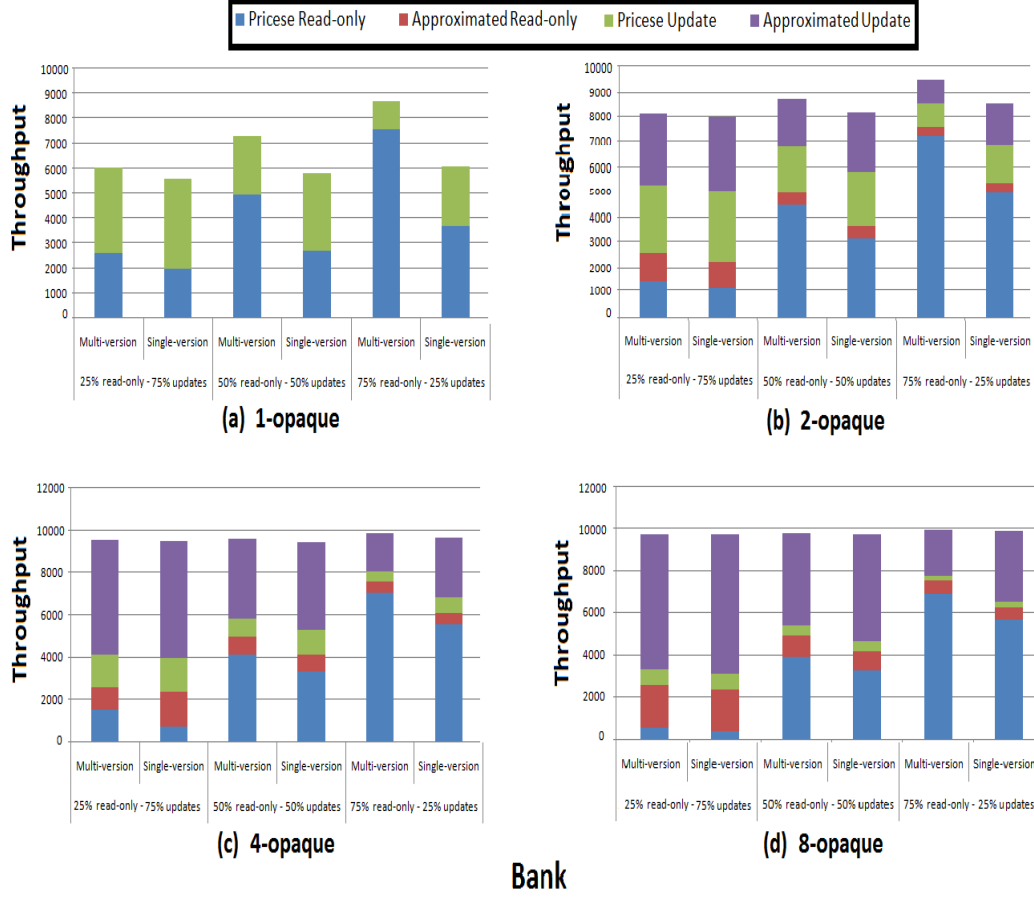 Pricese Read-only Approximated Read-only Pricese Update Approximated Update
Throughput
10000
9000
8000
7000
6000
5000
4000
3000
2000
1000
0
Multi-version Single-version Multi-version Single-version Multi-version Single-version
25% read-only - 75% updates 50% read-only - 50% updates 75% read-only - 25% updates
(a) 1-opaque
Throughput
10000
9000
8000
7000
6000
5000
4000
3000
2000
1000
0
Multi-version Single-version Multi-version Single-version Multi-version Single-version
25% read-only - 75% updates 50% read-only - 50% updates 75% read-only - 25% updates
(b) 2-opaque
Throughput
12000
10000
8000
6000
4000
2000
0
Multi-version Single-version Multi-version Single-version Multi-version Single-version
25% read-only - 75% updates 50% read-only - 50% updates 75% read-only - 25% updates
(c) 4-opaque
Throughput
12000
10000
8000
6000
4000
2000
0
Multi-version Single-version Multi-version Single-version Multi-version Single-version
25% read-only - 75% updates 50% read-only - 50% updates 75% read-only - 25% updates
(d) 8-opaque
Bank